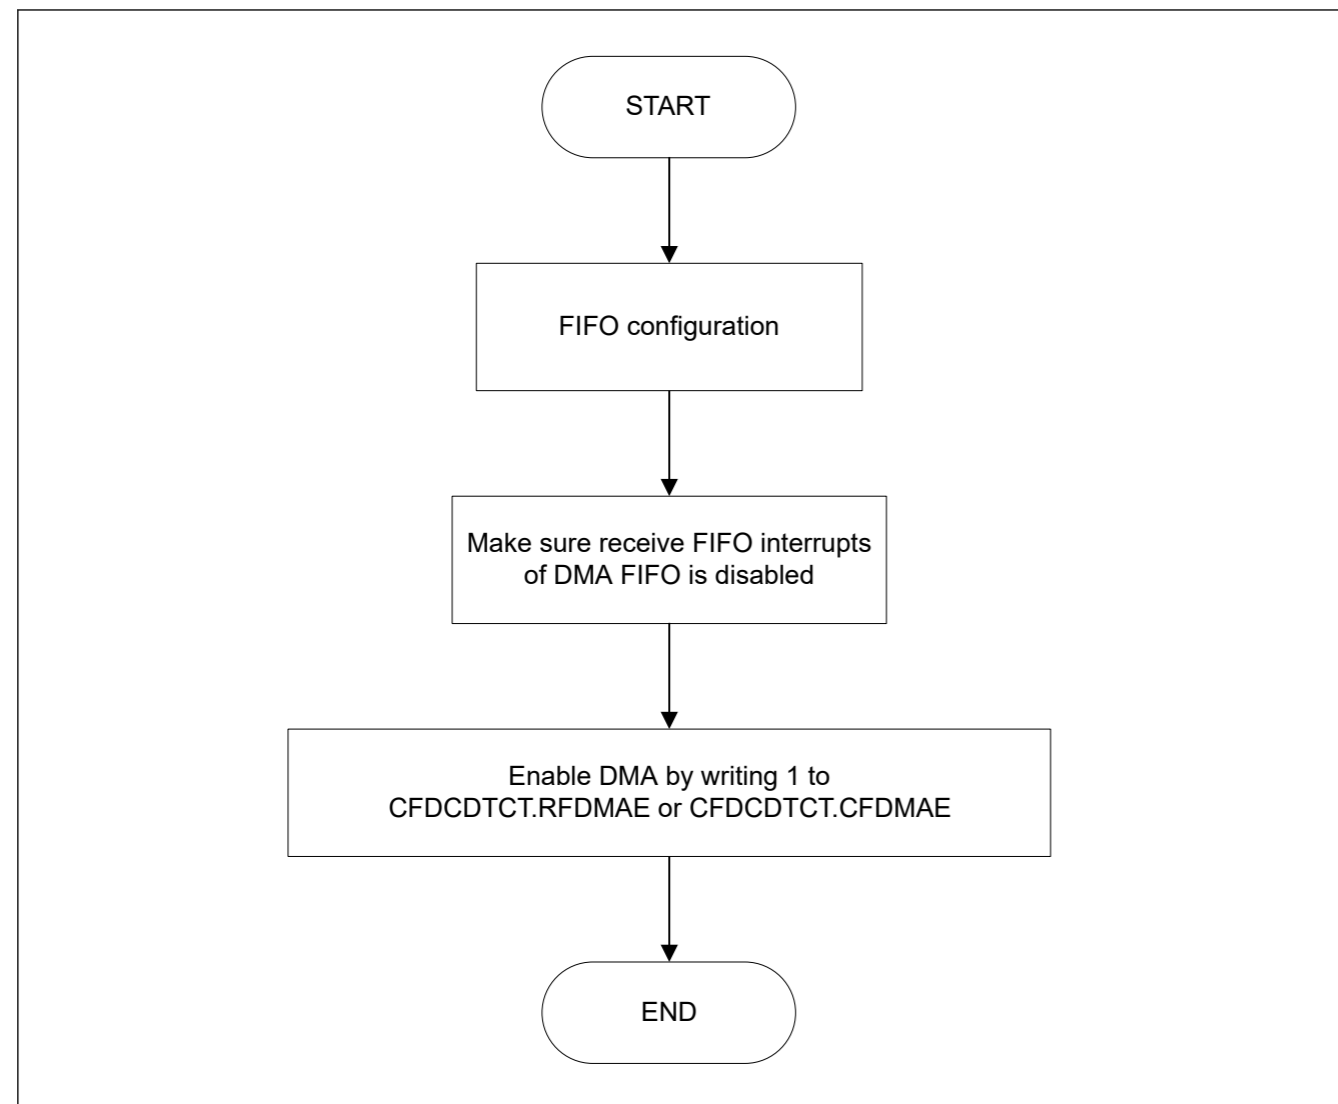 START
FIFO configuration
Make sure receive FIFO interrupts
of DMA FIFO is disabled
Enable DMA by writing 1 to
CFDCDTCT.RFDMAE or CFDCDTCT.CFDMAE
END